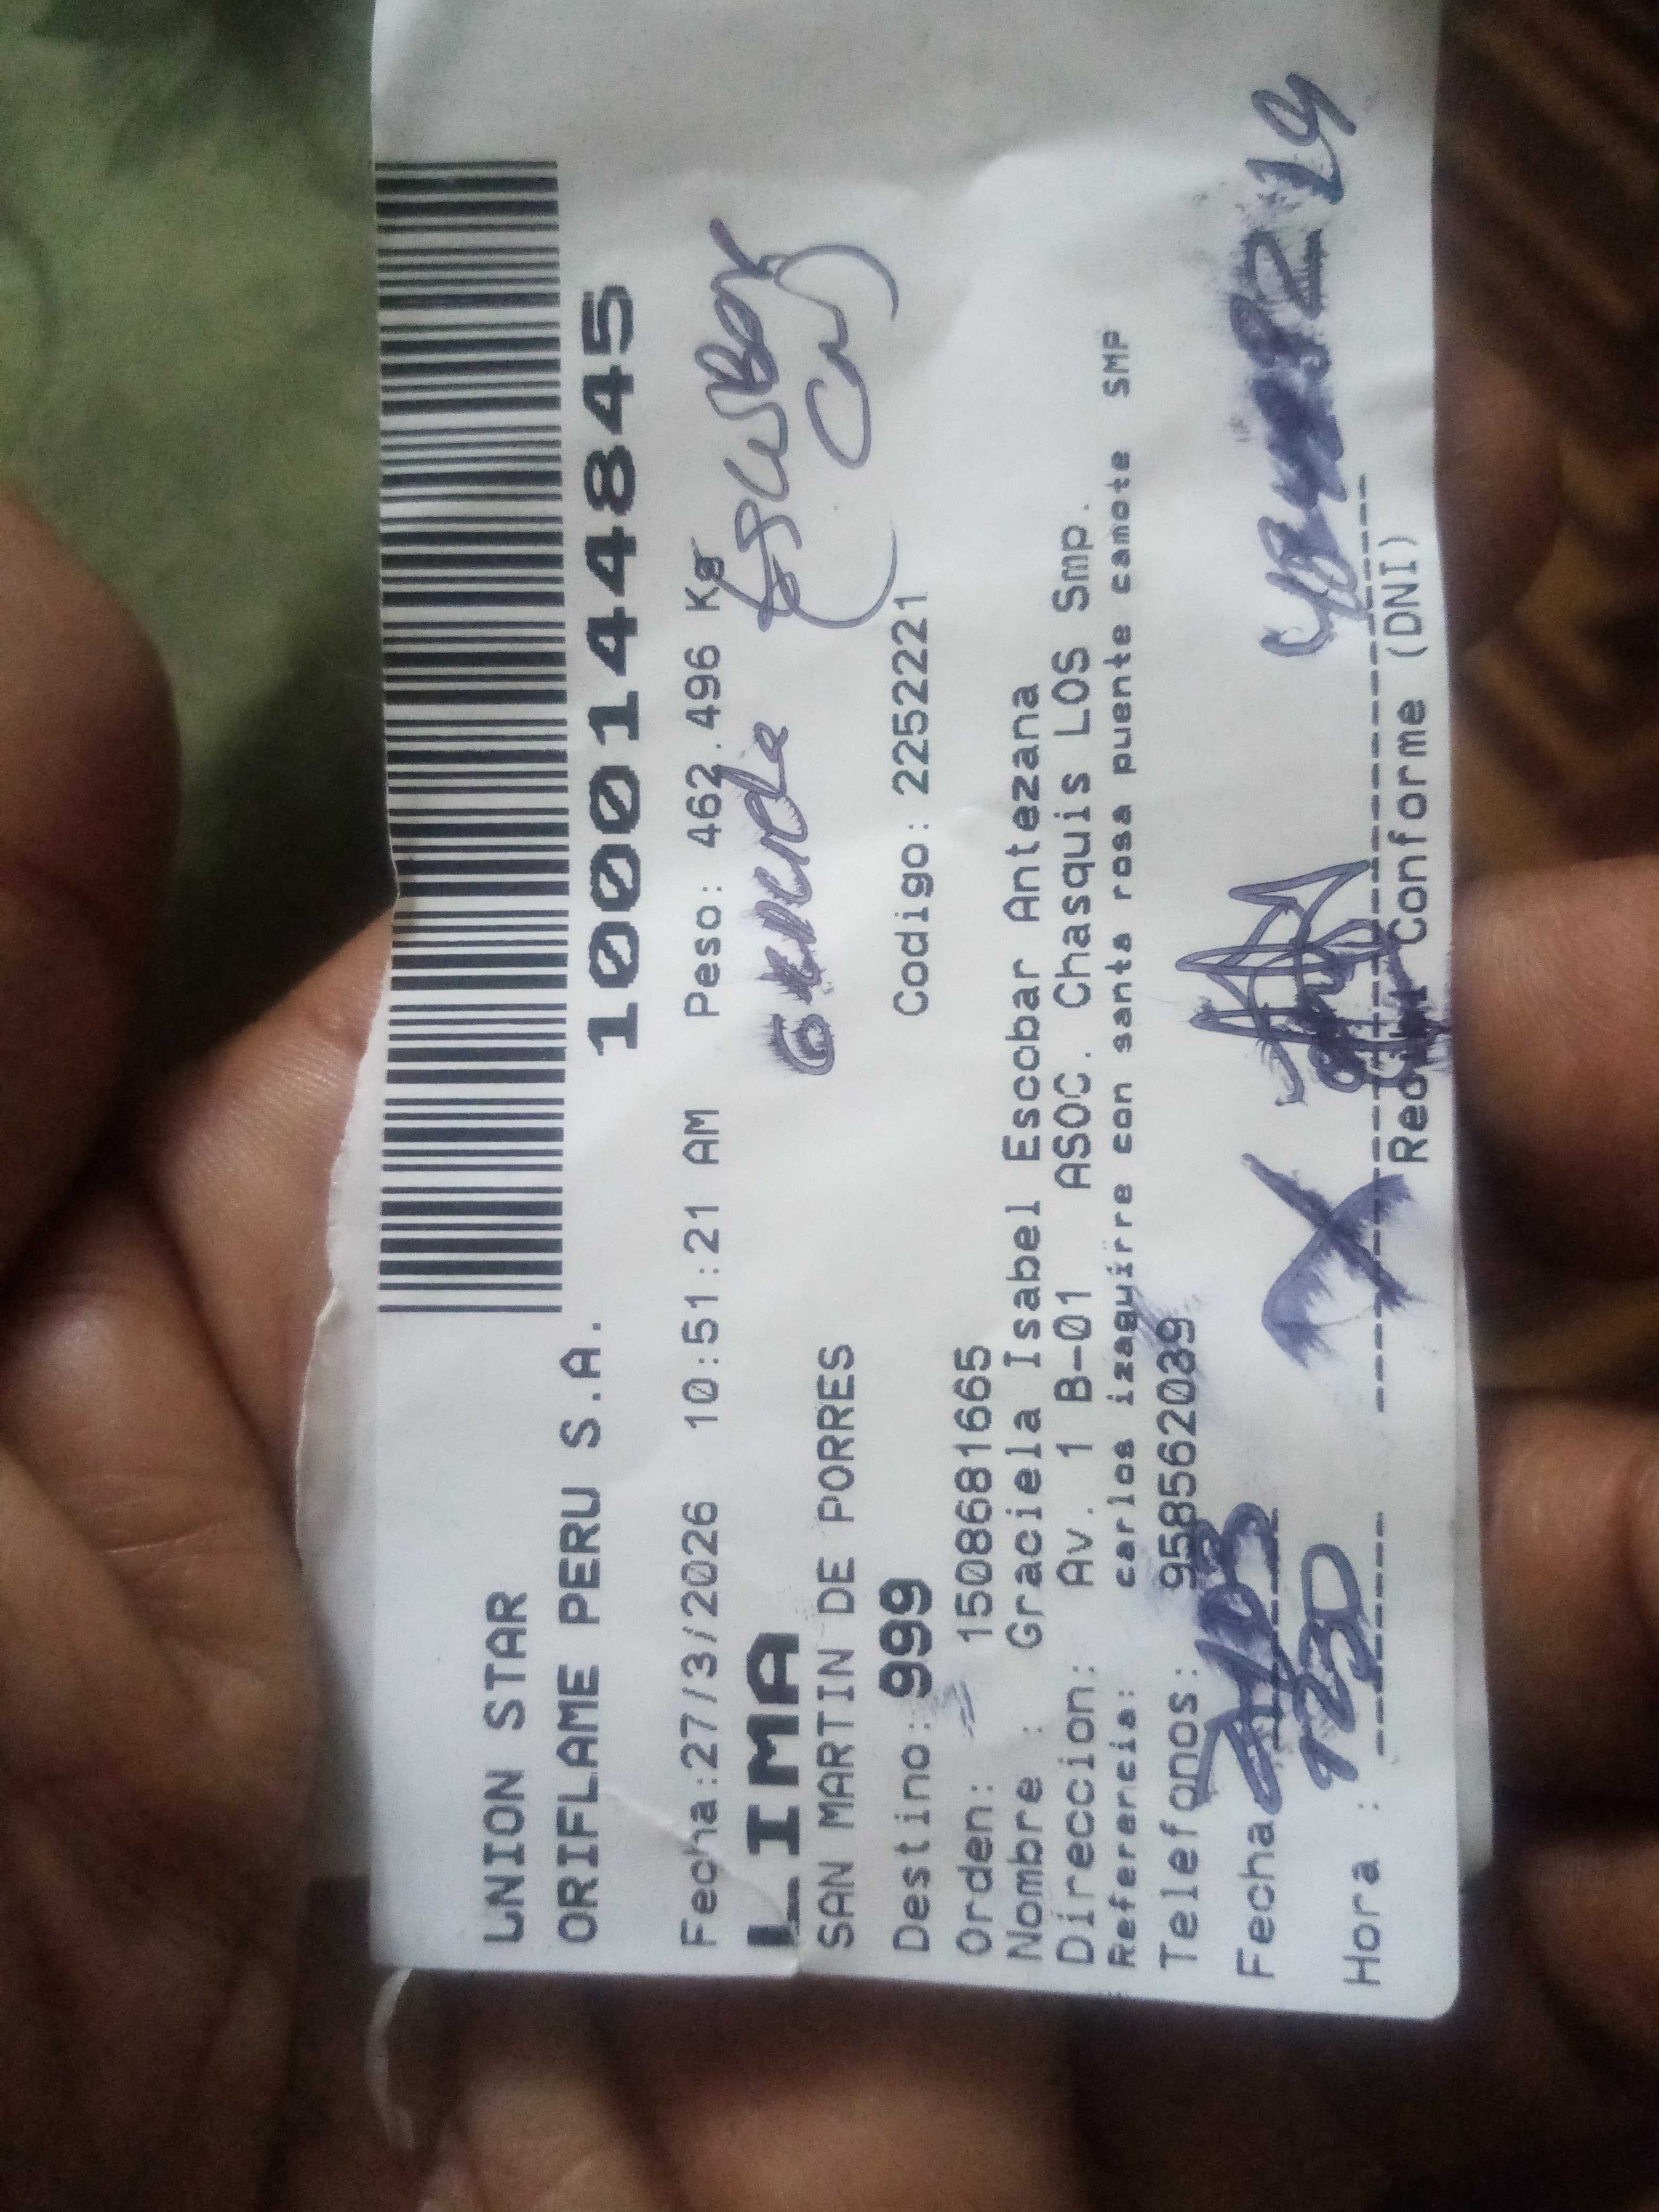 UNION STAR
ORIFLAME PERU S.A.
10001444845
Fecha:27/3/2026 10:51:21 AM Peso: 462.496 Kg
LIMA
SAN MARTIN DE PORRES
Destino: 999 Codigo: 2252221
Orden: 1508681665
Nombre : Graciela Isabel Escobar Antezana
Direccion: Av. 1 B-01 ASOC. Chasquis LOS Smp.
Referencia: carlos izaguirre con santa rosa puente camote SMP
Telefonos: 958562039
Fecha
Hora : 1230
Recibi Conforme (DNI)